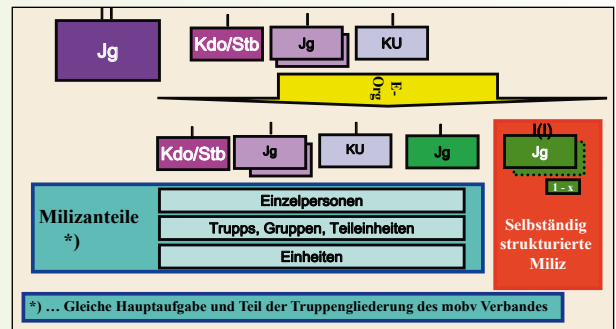 Jg
Kdo/Stb
Jg
KU
E-
Org
Kdo/Stb
Jg
KU
Jg
I(I)
Jg
1 - x
Milizanteile
*)
Einzelpersonen
Trupps, Gruppen, Teileinheiten
Einheiten
Selbständig
strukturierte
Miliz
*) … Gleiche Hauptaufgabe und Teil der Truppengliederung des mobv Verbandes